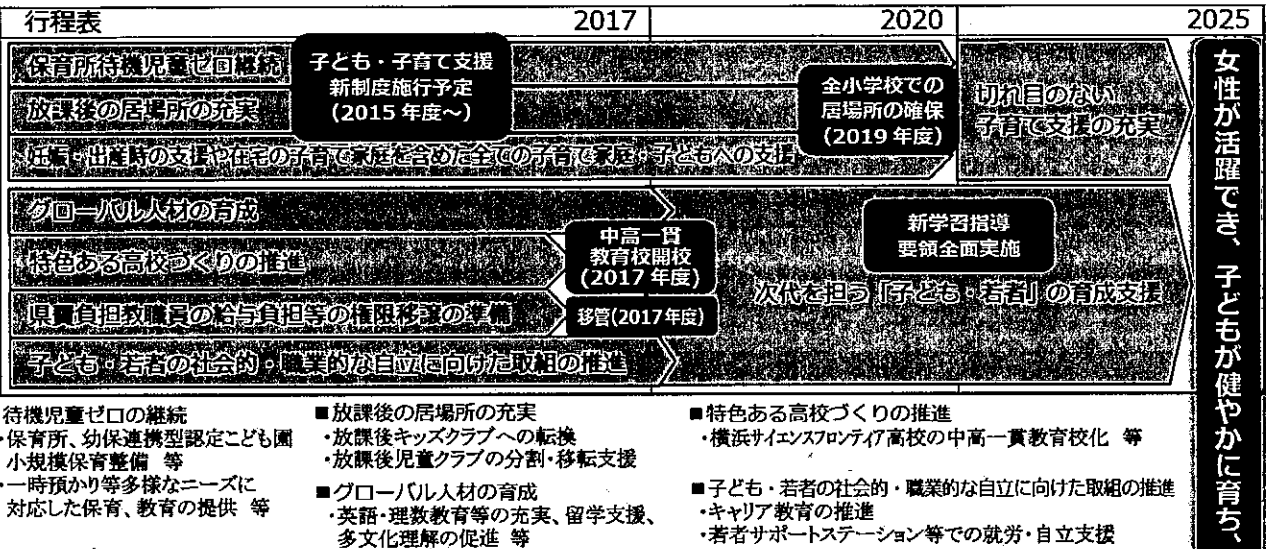 行程表 2017 2020 2025
保育所待機児童ゼロ継続
子ども・子育て支援
新制度施行予定
(2015年度～)
放課後の居場所の充実
全小学校での
居場所の確保
(2019年度)
切れ目のない
子育て支援の充実
妊娠・出産時の支援や在宅の子育て家庭を含めた全ての子育て家庭・子どもへの支援
グローバル人材の育成
特色ある高校づくりの推進
中高一貫
教育校開校
(2017年度)
新学習指導
要領全面実施
次代を担う「子ども・若者」の育成支援
県費負担教職員の給与負担等の権限移譲の準備
移管(2017年度)
子ども・若者の社会的・職業的な自立に向けた取組の推進
女性が活躍でき、子どもが健やかに育ち、
待機児童ゼロの継続
・保育所、幼保連携型認定こども園
小規模保育整備 等
・一時預かり等多様なニーズに
対応した保育、教育の提供 等
■放課後の居場所の充実
・放課後キッズクラブへの転換
・放課後児童クラブの分割・移転支援
■グローバル人材の育成
・英語・理数教育等の充実、留学支援、
多文化理解の促進 等
■特色ある高校づくりの推進
・横浜サイエンスフロンティア高校の中高一貫教育校化 等
■子ども・若者の社会的・職業的な自立に向けた取組の推進
・キャリア教育の推進
・若者サポートステーション等での就労・自立支援